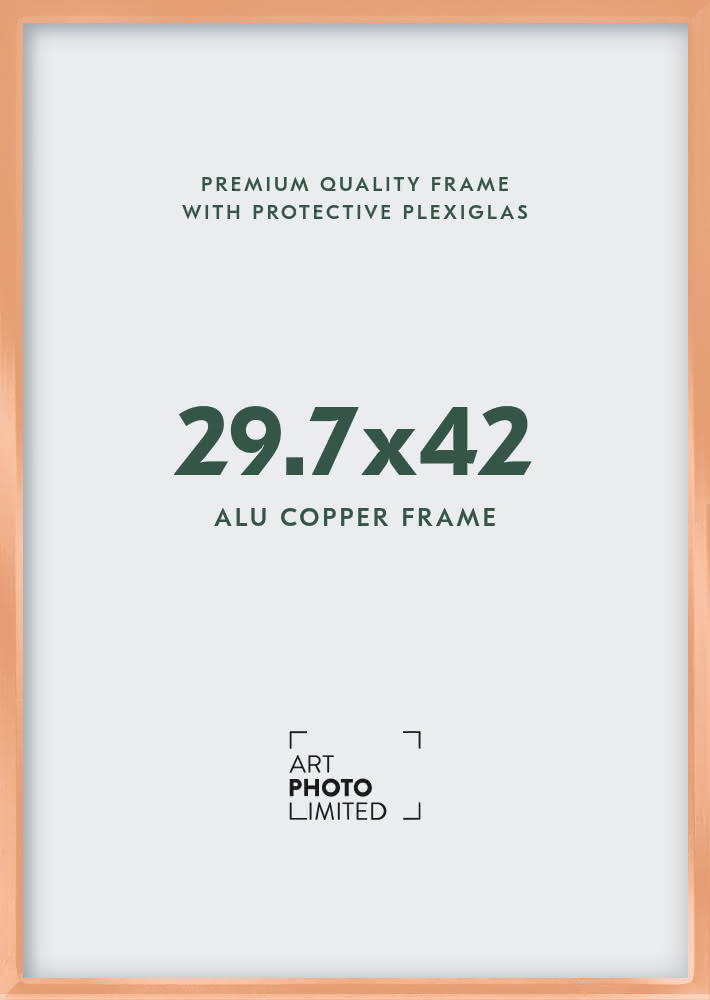 PREMIUM QUALITY FRAME
WITH PROTECTIVE PLEXIGLAS
29.7x42
ALU COPPER FRAME
ART
PHOTO
LIMITED